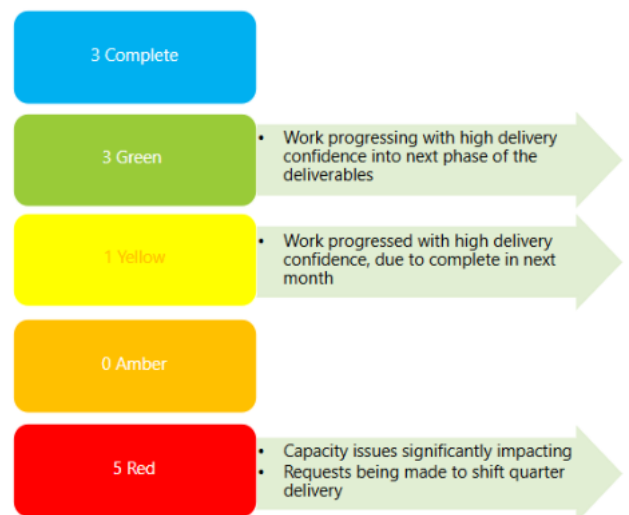 3 Complete
3 Green
• Work progressing with high delivery
confidence into next phase of the
deliverables
1 Yellow
• Work progressed with high delivery
confidence, due to complete in next
month
0 Amber
5 Red
• Capacity issues significantly impacting
• Requests being made to shift quarter
delivery